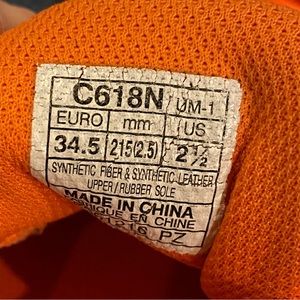 C618N UM-1
EURO mm US
34.5 215(2.5) 2½
SYNTHETIC FIBER & SYNTHETIC LEATHER
UPPER/RUBBER SOLE
MADE IN CHINA
EN CHINE
PZ